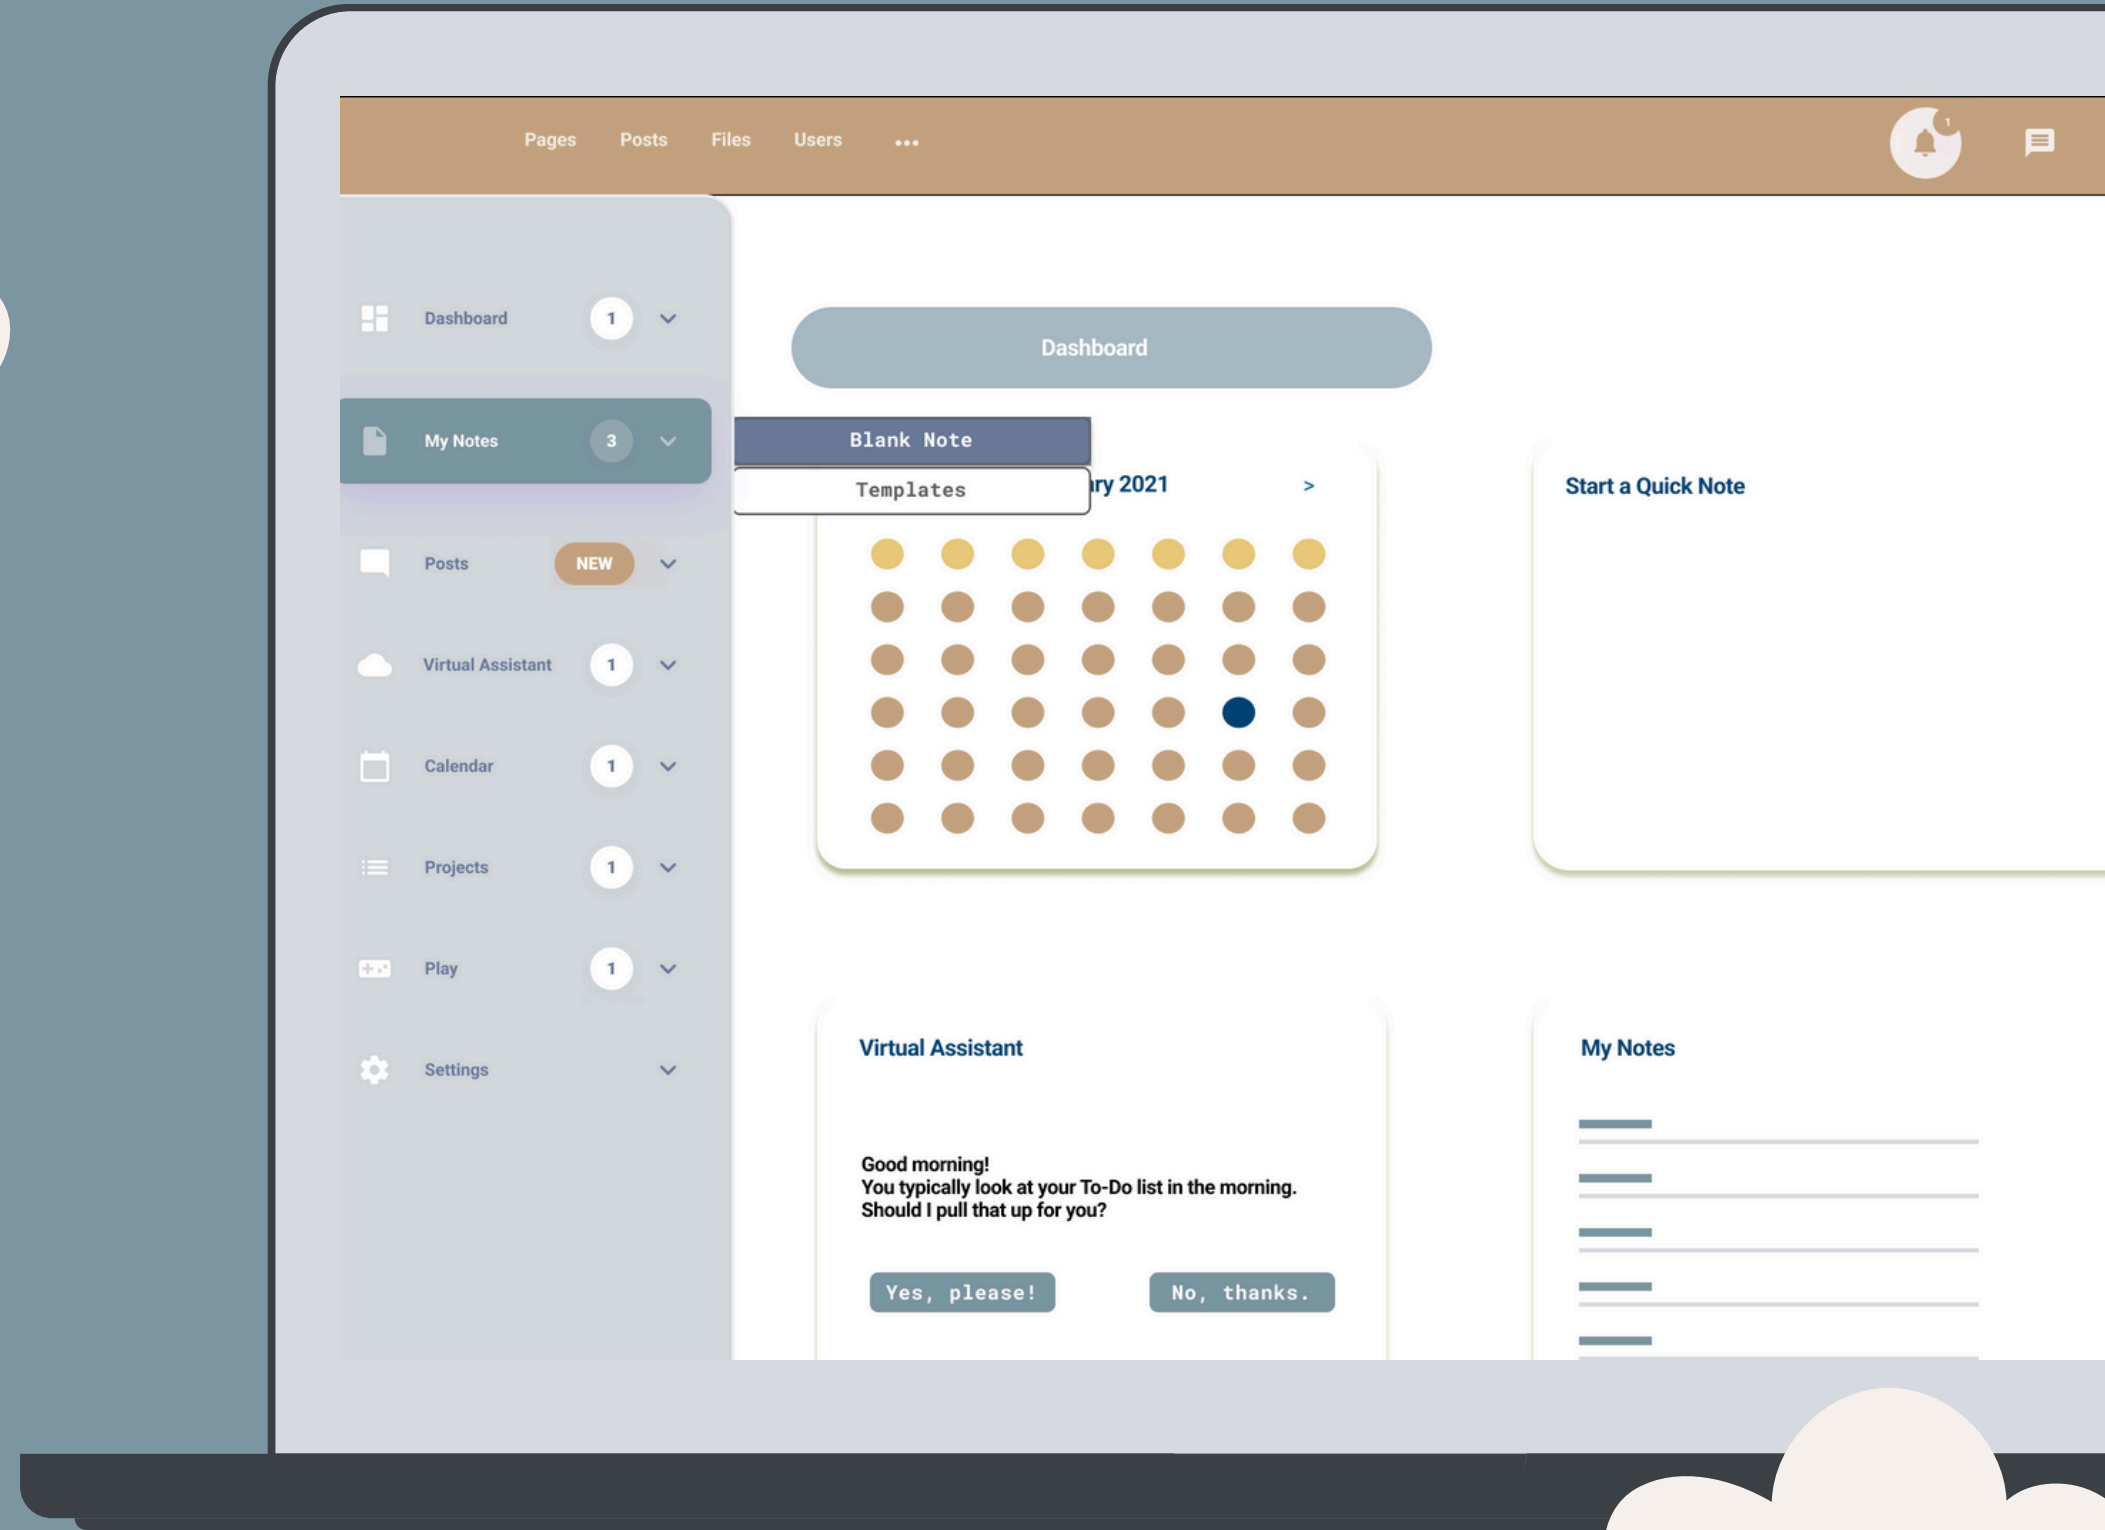 Pages Posts Files Users •••
1
Dashboard 1
My Notes 3
Posts NEW
Virtual Assistant 1
Calendar 1
Projects 1
Play 1
Settings
Dashboard
Blank Note
Templates
ry 2021 >
Start a Quick Note
Virtual Assistant
Good morning!
You typically look at your To-Do list in the morning.
Should I pull that up for you?
Yes, please! No, thanks.
My Notes